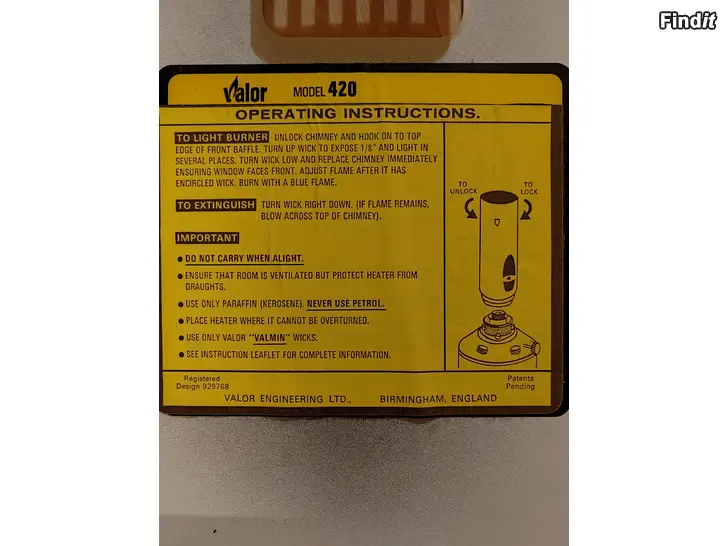 Findit
Valor MODEL 420
OPERATING INSTRUCTIONS.
TO LIGHT BURNER UNLOCK CHIMNEY AND HOOK ON TO TOP
EDGE OF FRONT BAFFLE. TURN UP WICK TO EXPOSE 1/8" AND LIGHT IN
SEVERAL PLACES. TURN WICK LOW AND REPLACE CHIMNEY IMMEDIATELY
ENSURING WINDOW FACES FRONT. ADJUST FLAME AFTER IT HAS
ENCIRCLED WICK. BURN WITH A BLUE FLAME.
TO EXTINGUISH TURN WICK RIGHT DOWN. (IF FLAME REMAINS,
BLOW ACROSS TOP OF CHIMNEY).
IMPORTANT
● DO NOT CARRY WHEN ALIGHT.
● ENSURE THAT ROOM IS VENTILATED BUT PROTECT HEATER FROM
DRAUGHTS.
● USE ONLY PARAFFIN (KEROSENE). NEVER USE PETROL.
● PLACE HEATER WHERE IT CANNOT BE OVERTURNED.
● USE ONLY VALOR "VALMIN" WICKS.
● SEE INSTRUCTION LEAFLET FOR COMPLETE INFORMATION.
TO
UNLOCK
TO
LOCK
Registered
Design 929768
Patents
Pending
VALOR ENGINEERING LTD., BIRMINGHAM, ENGLAND